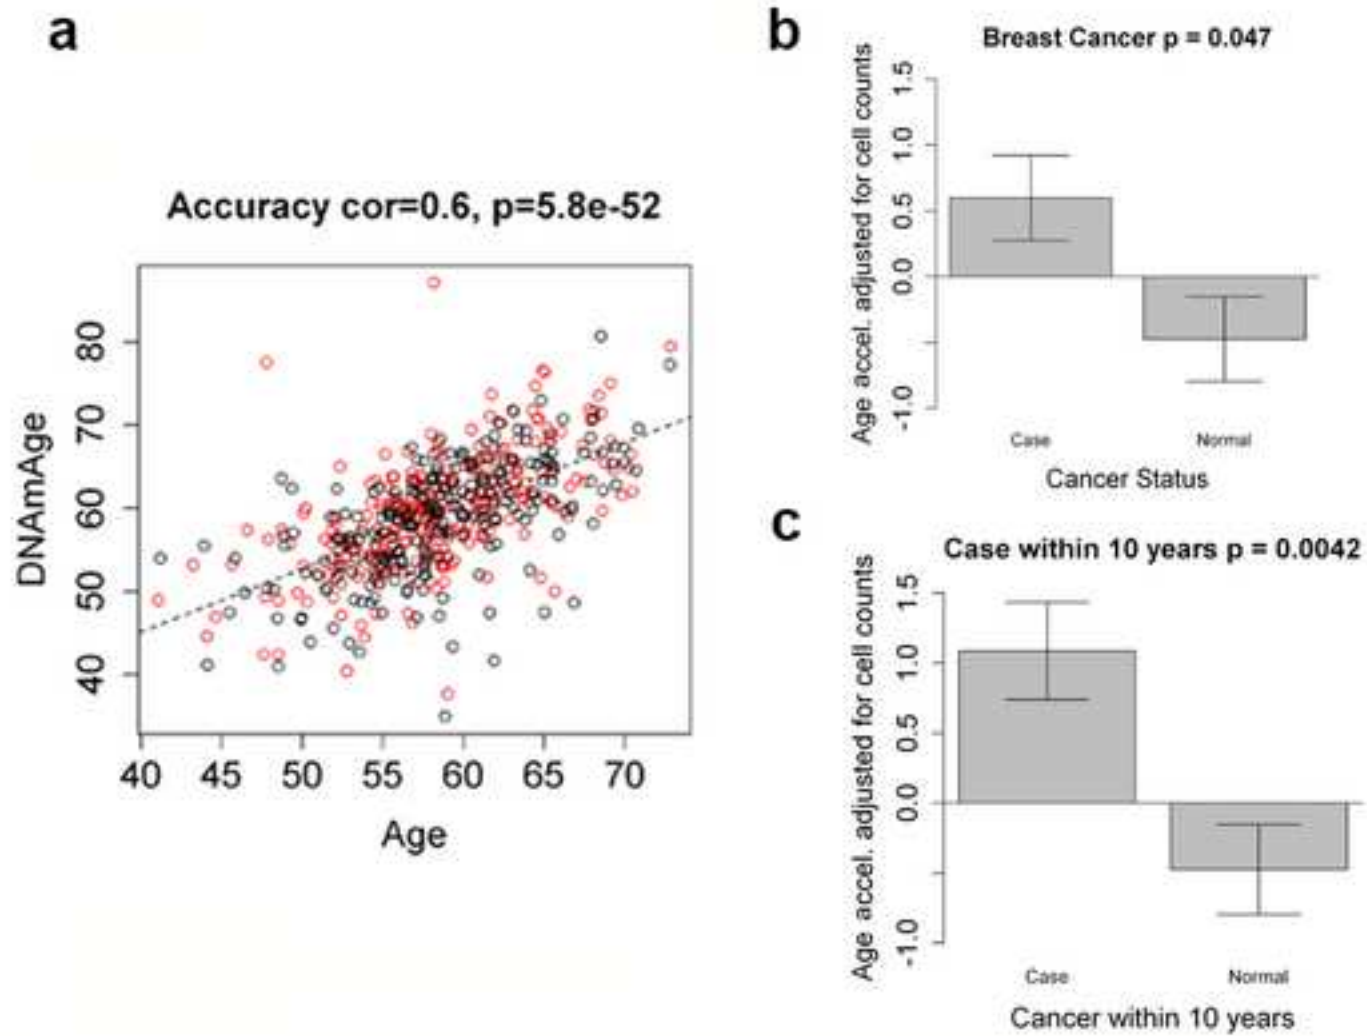 a
Accuracy cor=0.6, p=5.8e-52
DNAmAge
80
70
60
50
40
40 45 50 55 60 65 70
Age
b
Breast Cancer p = 0.047
Age accel. adjusted for cell counts
1.5
1.0
0.5
0.0
-1.0
Case Normal
Cancer Status
c
Case within 10 years p = 0.0042
Age accel. adjusted for cell counts
1.5
1.0
0.5
0.0
-1.0
Case Normal
Cancer within 10 years